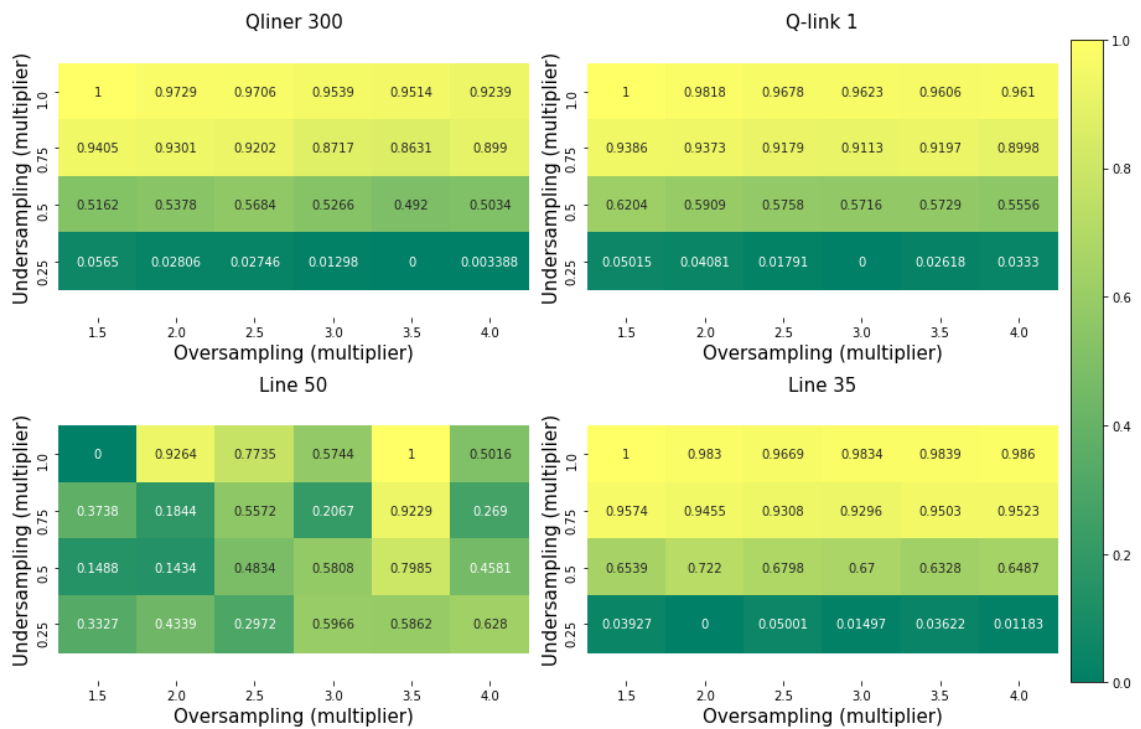 Qliner 300
Undersampling (multiplier)
1.0 1 0.9729 0.9706 0.9539 0.9514 0.9239
0.75 0.9405 0.9301 0.9202 0.8717 0.8631 0.899
0.5 0.5162 0.5378 0.5684 0.5266 0.492 0.5034
0.25 0.0565 0.02806 0.02746 0.01298 0 0.003388
1.5 2.0 2.5 3.0 3.5 4.0
Oversampling (multiplier)
Q-link 1
Undersampling (multiplier)
1.0 1 0.9818 0.9678 0.9623 0.9606 0.961
0.75 0.9386 0.9373 0.9179 0.9113 0.9197 0.8998
0.5 0.6204 0.5909 0.5758 0.5716 0.5729 0.5556
0.25 0.05015 0.04081 0.01791 0 0.02618 0.0333
1.5 2.0 2.5 3.0 3.5 4.0
Oversampling (multiplier)
Line 50
Undersampling (multiplier)
1.0 0 0.9264 0.7735 0.5744 1 0.5016
0.75 0.3738 0.1844 0.5572 0.2067 0.9229 0.269
0.5 0.1488 0.1434 0.4834 0.5808 0.7985 0.4581
0.25 0.3327 0.4339 0.2972 0.5966 0.5862 0.628
1.5 2.0 2.5 3.0 3.5 4.0
Oversampling (multiplier)
Line 35
Undersampling (multiplier)
1.0 1 0.983 0.9669 0.9834 0.9839 0.986
0.75 0.9574 0.9455 0.9308 0.9296 0.9503 0.9523
0.5 0.6539 0.722 0.6798 0.67 0.6328 0.6487
0.25 0.03927 0 0.05001 0.01497 0.03622 0.01183
1.5 2.0 2.5 3.0 3.5 4.0
Oversampling (multiplier)
1.0
0.8
0.6
0.4
0.2
0.0